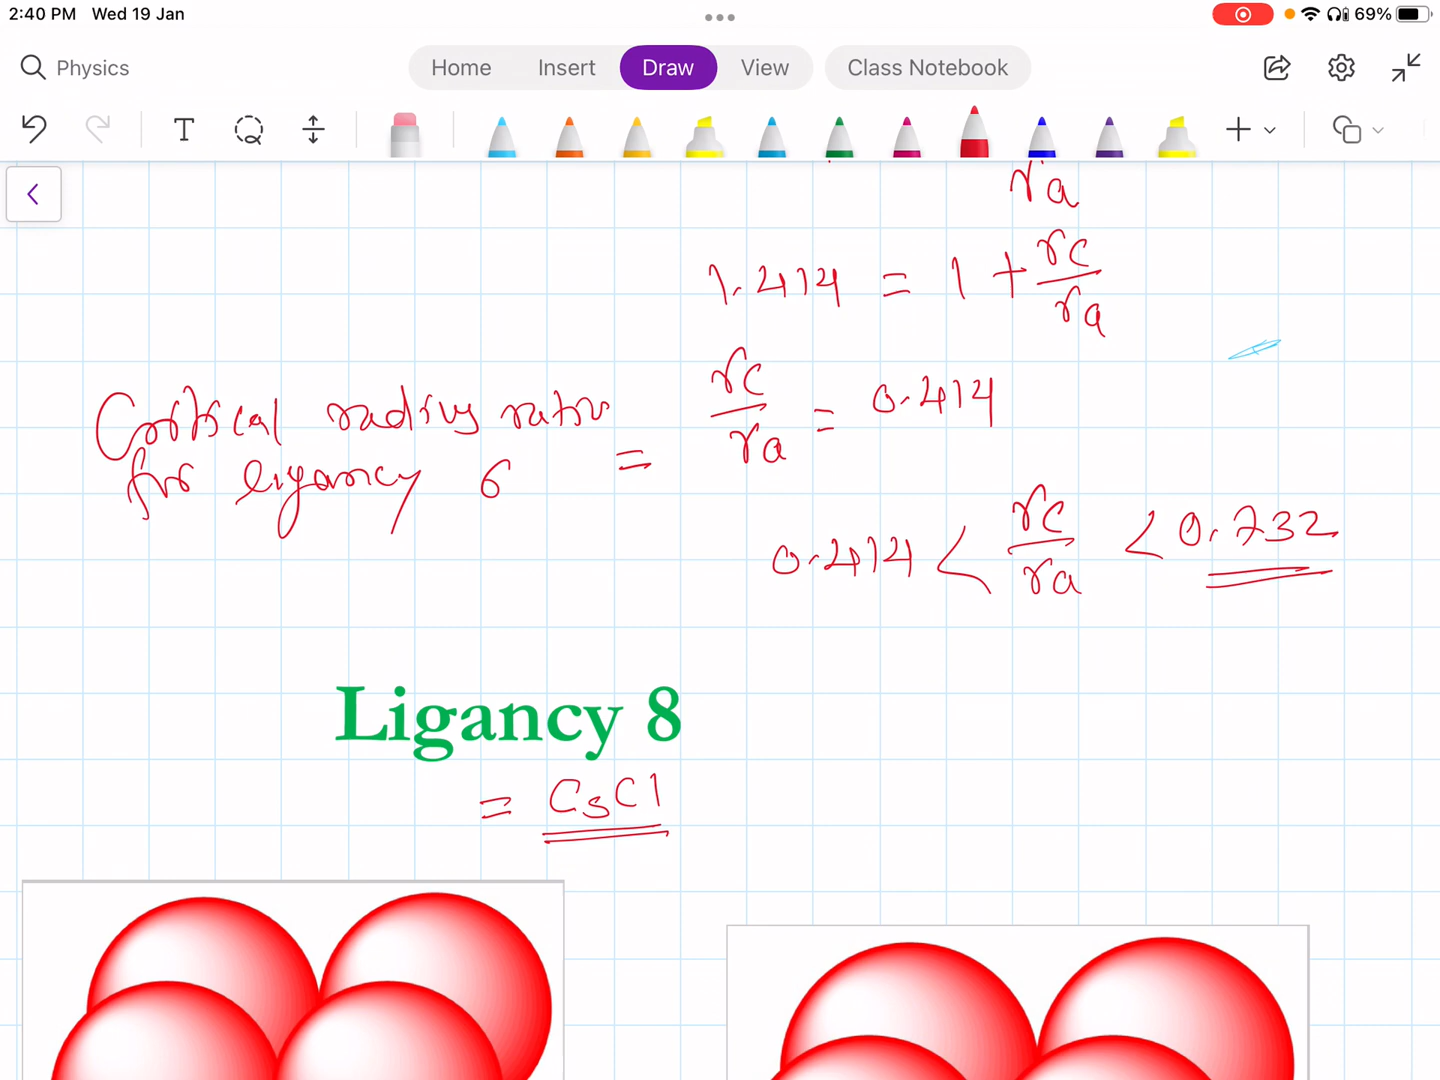 2:40 PM Wed 19 Jan
69%
Physics
Home Insert Draw View Class Notebook
T
ra
1.414 = 1 + rc/ra
Critical radius ratio
for ligancy 6 = rc/ra = 0.414
0.414 < rc/ra < 0.732
Ligancy 8
= CsCl